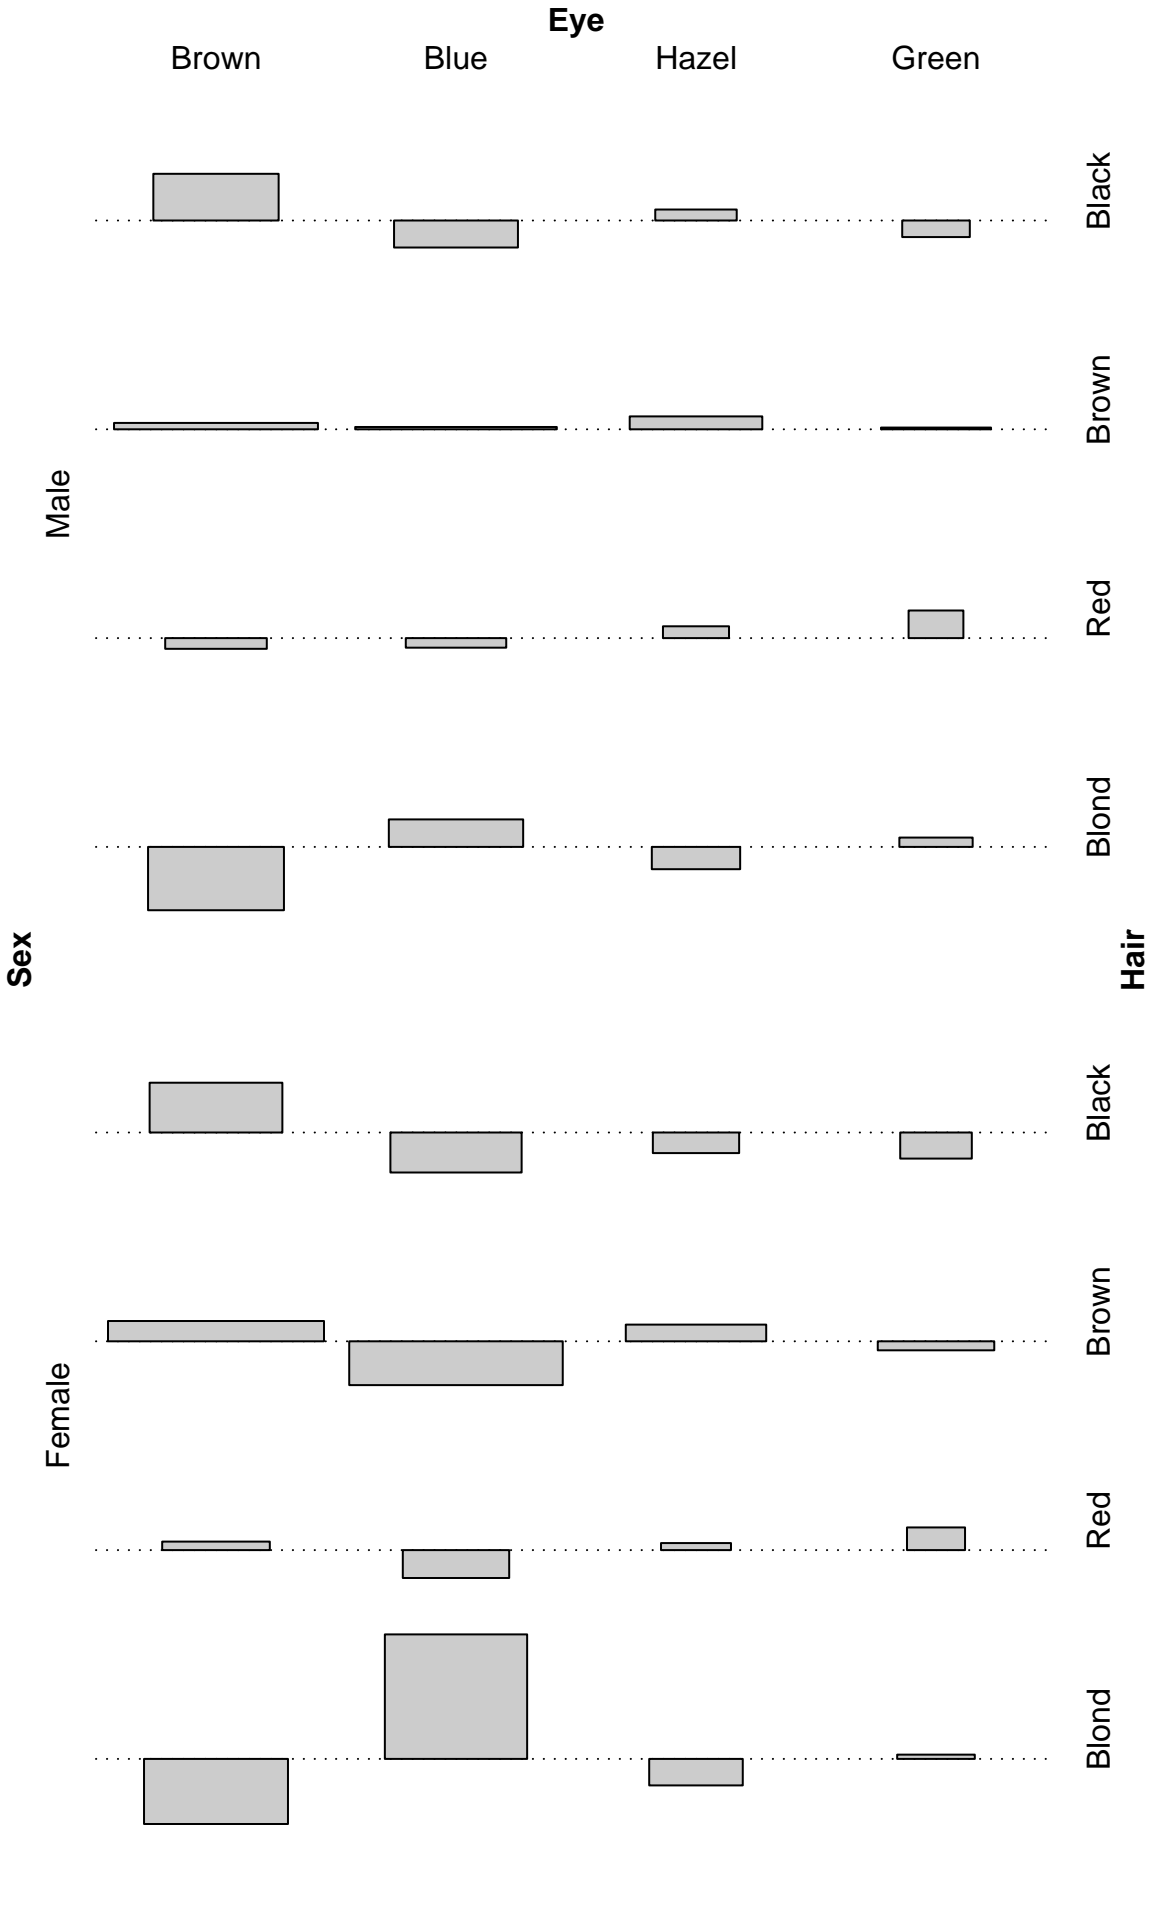 Eye
Brown Blue Hazel Green
Black
Brown
Male
Red
Blond
Sex
Hair
Black
Brown
Female
Red
Blond